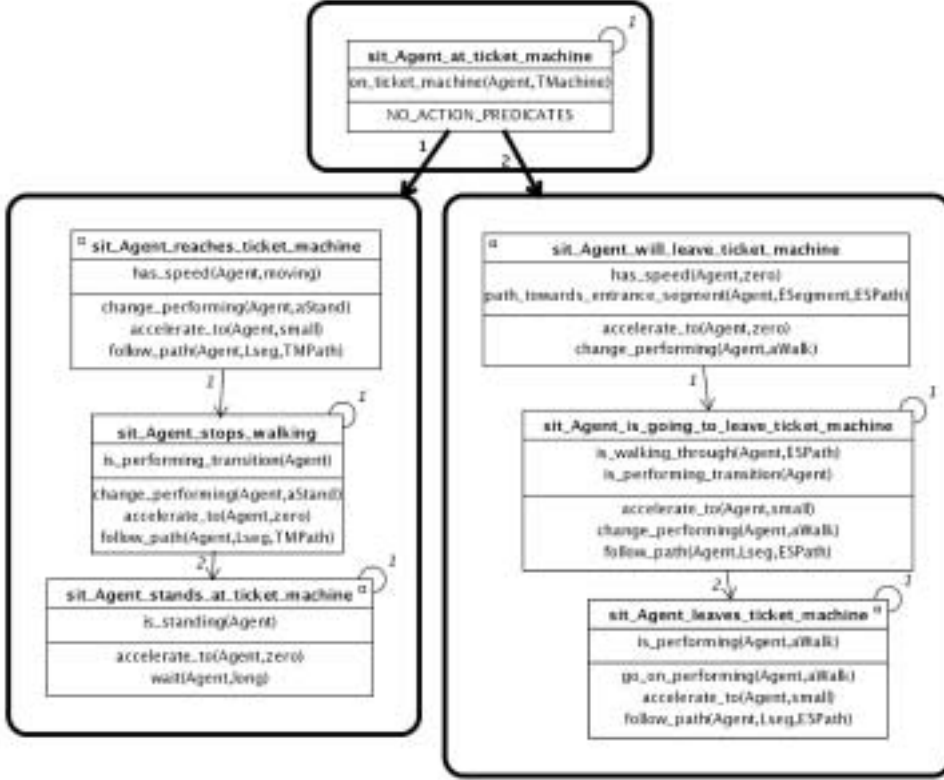 1
sit_Agent_at_ticket_machine
on_ticket_machine(Agent,TMachine)
NO_ACTION_PREDICATES
1
2
sit_Agent_reaches_ticket_machine
has_speed(Agent,moving)
change_performing(Agent,aStand)
accelerate_to(Agent,small)
follow_path(Agent,Lseg,TMPath)
1
1
sit_Agent_stops_walking
is_performing_transition(Agent)
change_performing(Agent,aStand)
accelerate_to(Agent,zero)
follow_path(Agent,Lseg,TMPath)
2
1
sit_Agent_stands_at_ticket_machine
is_standing(Agent)
accelerate_to(Agent,zero)
wait(Agent,long)
sit_Agent_will_leave_ticket_machine
has_speed(Agent,zero)
path_towards_entrance_segment(Agent,ESegment,ESPath)
accelerate_to(Agent,zero)
change_performing(Agent,aWalk)
1
1
sit_Agent_is_going_to_leave_ticket_machine
is_walking_through(Agent,ESPath)
is_performing_transition(Agent)
accelerate_to(Agent,small)
change_performing(Agent,aWalk)
follow_path(Agent,Lseg,ESPath)
2
1
sit_Agent_leaves_ticket_machine
is_performing(Agent,aWalk)
go_on_performing(Agent,aWalk)
accelerate_to(Agent,small)
follow_path(Agent,Lseg,ESPath)